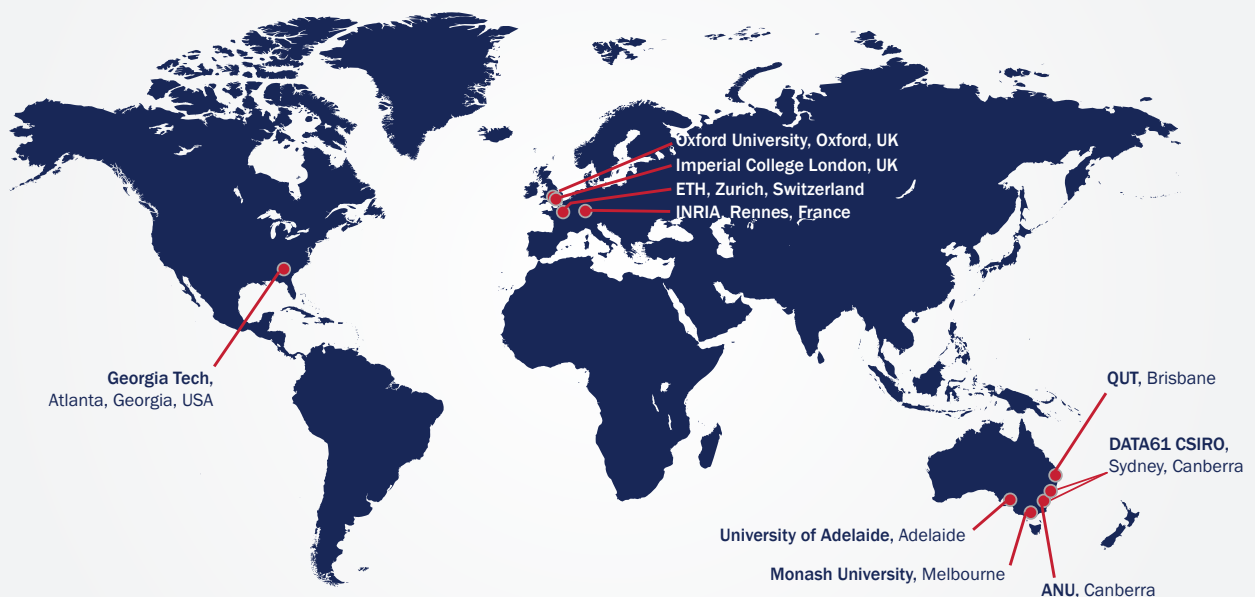 Oxford University, Oxford, UK
Imperial College London, UK
ETH, Zurich, Switzerland
INRIA, Rennes, France
Georgia Tech,
Atlanta, Georgia, USA
QUT, Brisbane
DATA61 CSIRO,
Sydney, Canberra
University of Adelaide, Adelaide
Monash University, Melbourne
ANU, Canberra